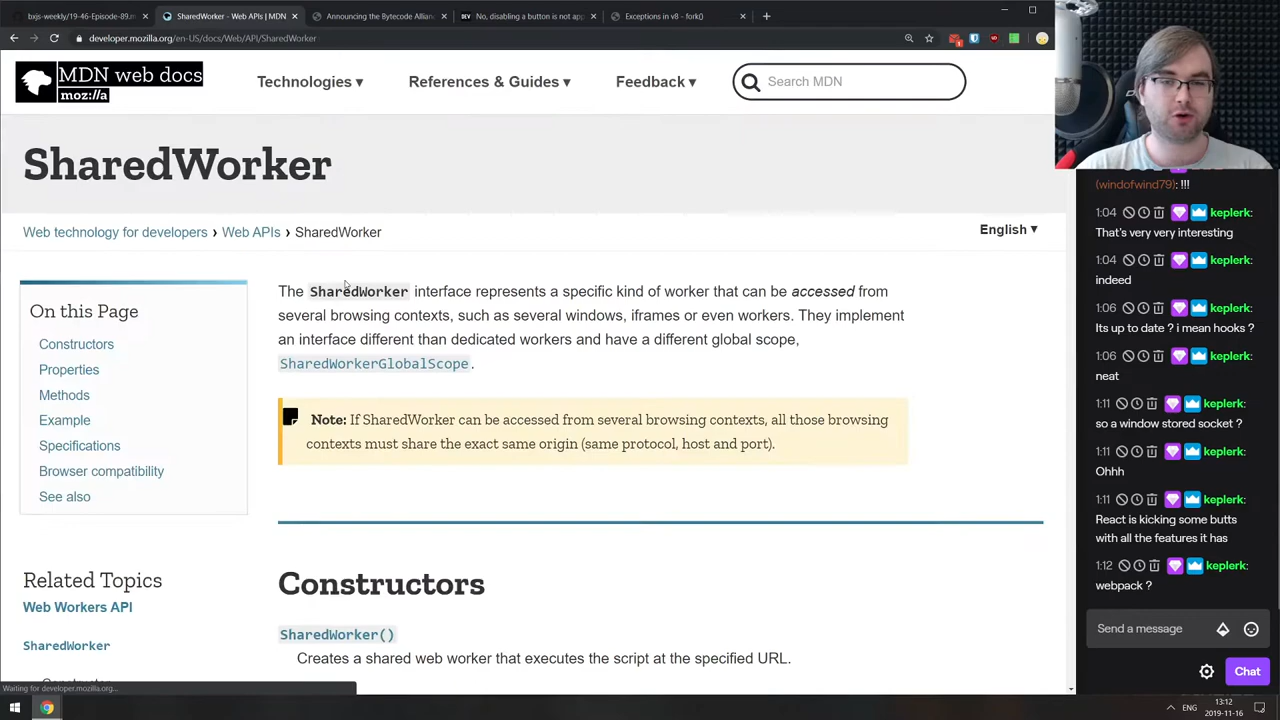 bxjs-weekly/19-46-Episode-89.m
SharedWorker - Web APIs | MDN
Announcing the Bytecode Allian
DEV No, disabling a button is not app
Exceptions in v8 - fork()
developer.mozilla.org/en-US/docs/Web/API/SharedWorker
MDN web docs
moz://a
Technologies ▾
References & Guides ▾
Feedback ▾
Search MDN
SharedWorker
Web technology for developers › Web APIs › SharedWorker
English ▾
On this Page
Constructors
Properties
Methods
Example
Specifications
Browser compatibility
See also
Related Topics
Web Workers API
SharedWorker
The SharedWorker interface represents a specific kind of worker that can be accessed from
several browsing contexts, such as several windows, iframes or even workers. They implement
an interface different than dedicated workers and have a different global scope,
SharedWorkerGlobalScope.
Note: If SharedWorker can be accessed from several browsing contexts, all those browsing
contexts must share the exact same origin (same protocol, host and port).
Constructors
SharedWorker()
Creates a shared web worker that executes the script at the specified URL.
Waiting for developer.mozilla.org...
(windofwind79): !!!
1:04 keplerk:
That's very very interesting
1:04 keplerk:
indeed
1:06 keplerk:
Its up to date ? i mean hooks ?
1:06 keplerk:
neat
1:11 keplerk:
so a window stored socket ?
1:11 keplerk:
Ohhh
1:11 keplerk:
React is kicking some butts
with all the features it has
1:12 keplerk:
webpack ?
Send a message
Chat
ENG
13:12
2019-11-16